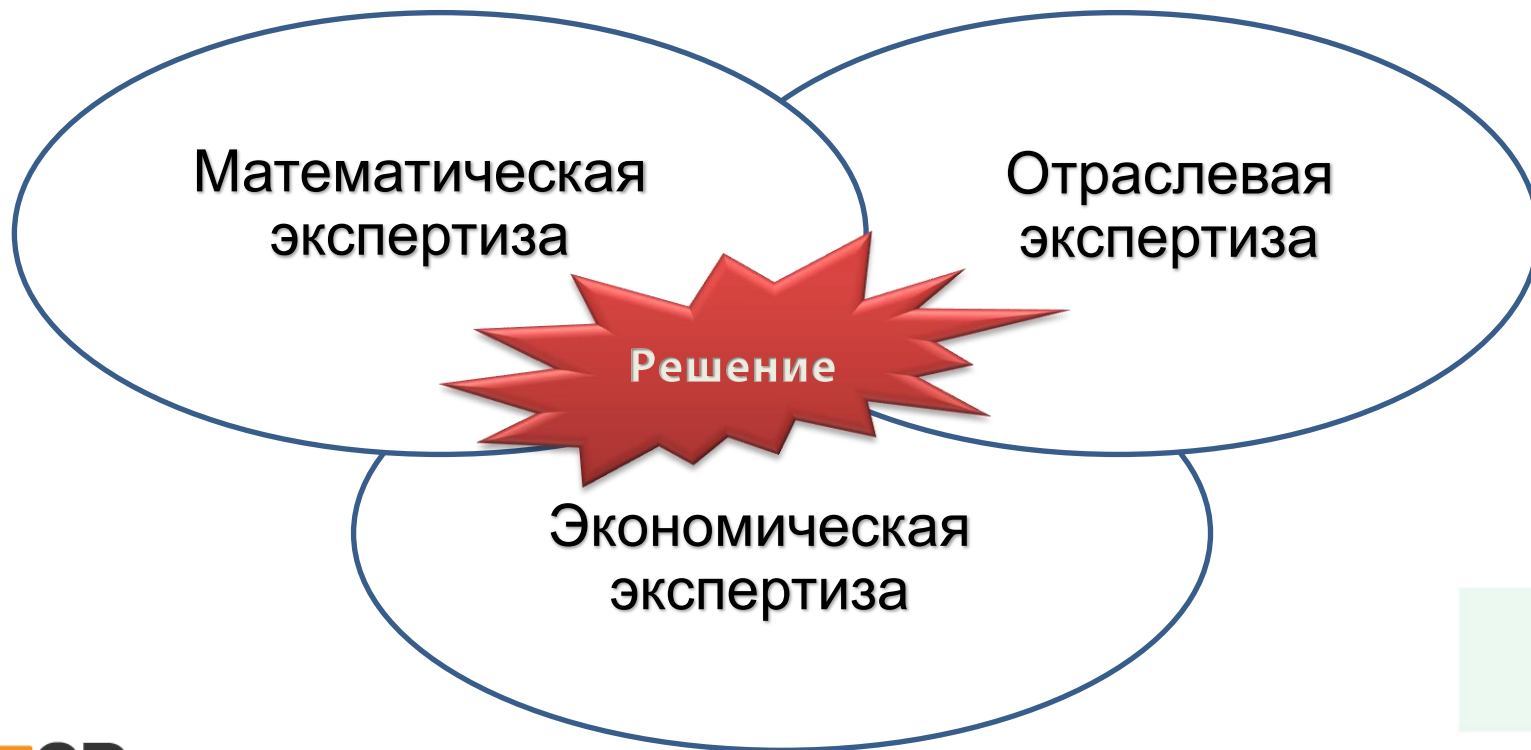 Математическая
экспертиза
Отраслевая
экспертиза
Решение
Экономическая
экспертиза